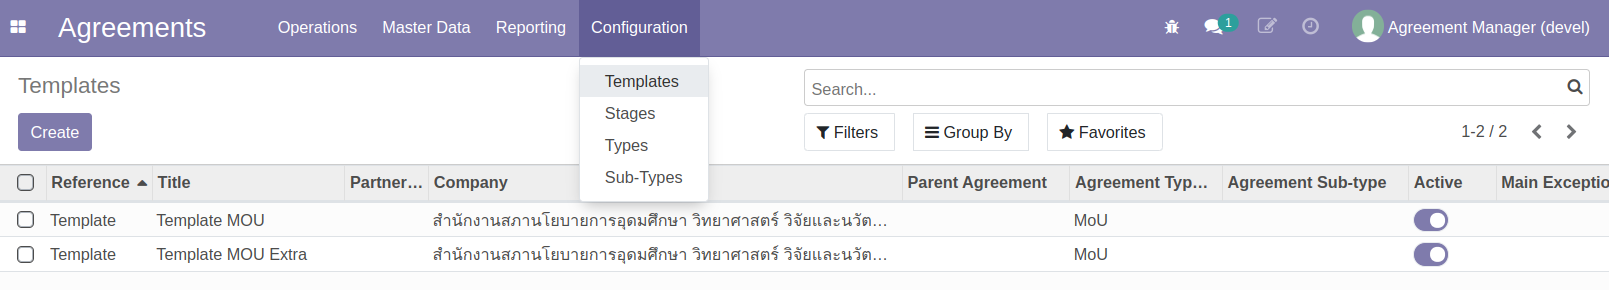 Agreements Operations Master Data Reporting Configuration 1 Agreement Manager (devel)
Templates
Search...
Templates
Stages
Types
Sub-Types
Create
Filters Group By Favorites 1-2 / 2
Reference Title Partner... Company Parent Agreement Agreement Typ... Agreement Sub-type Active Main Exceptio
Template Template MOU สำนักงานสภานโยบายการอุดมศึกษา วิทยาศาสตร์ วิจัยและนวัต... MoU
Template Template MOU Extra สำนักงานสภานโยบายการอุดมศึกษา วิทยาศาสตร์ วิจัยและนวัต... MoU